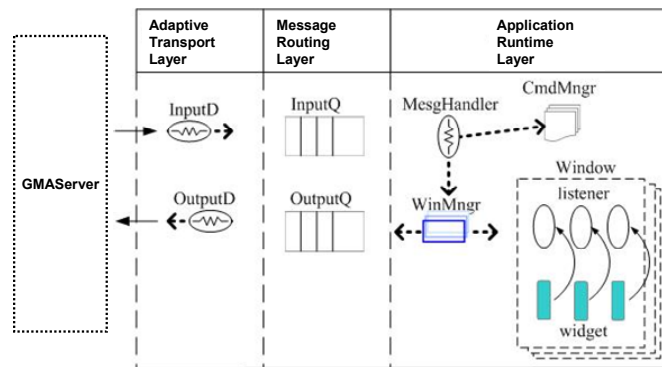 Adaptive
Transport
Layer
Message
Routing
Layer
Application
Runtime
Layer
GMAServer
InputD
InputQ
MesgHandler
CmdMngr
OutputD
OutputQ
WinMngr
Window
listener
widget